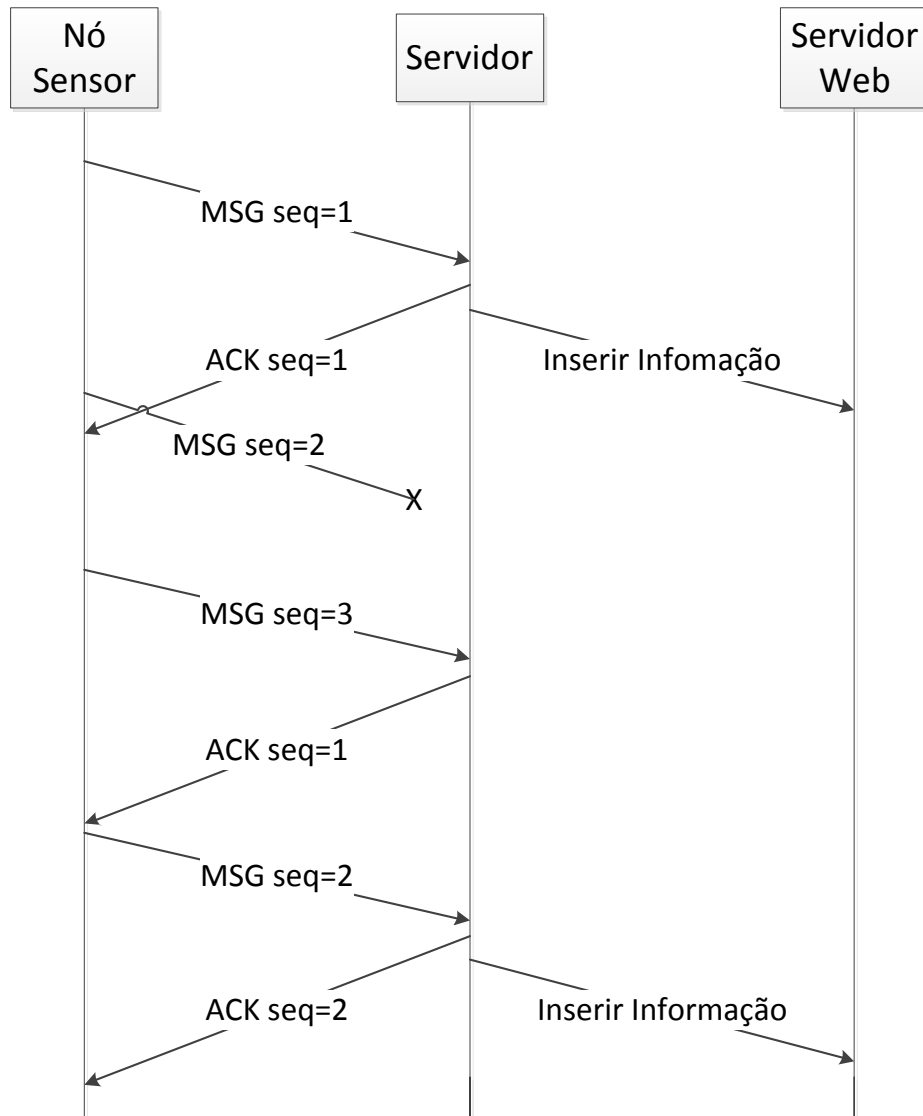 Nó
Sensor
Servidor
Servidor
Web
MSG seq=1
ACK seq=1
Inserir Infomação
MSG seq=2
X
MSG seq=3
ACK seq=1
MSG seq=2
ACK seq=2
Inserir Informação